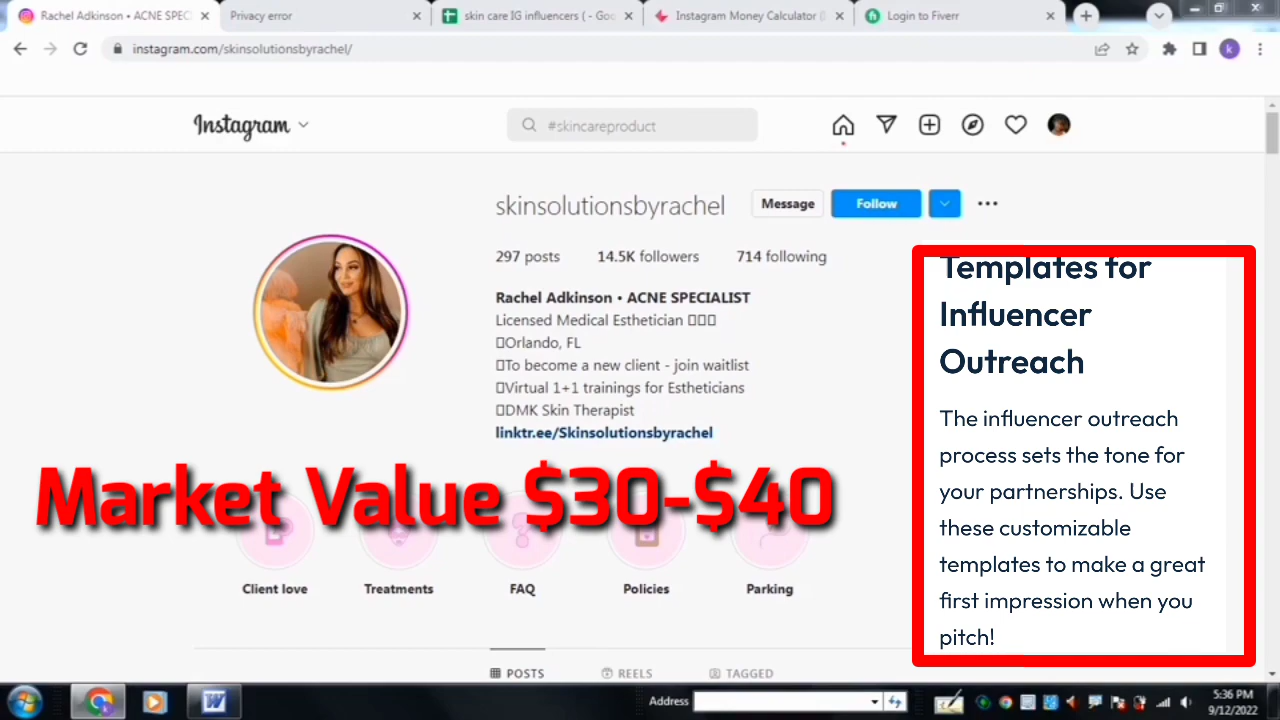 Rachel Adkinson • ACNE SPEC
Privacy error
skin care IG influencers ( - Goo
Instagram Money Calculator (
Login to Fiverr
instagram.com/skinsolutionsbyrachel/
k
Instagram
#skincareproduct
skinsolutionsbyrachel
Message
Follow
297 posts
14.5K followers
714 following
Rachel Adkinson • ACNE SPECIALIST
Licensed Medical Esthetician
Orlando, FL
To become a new client - join waitlist
Virtual 1+1 trainings for Estheticians
DMK Skin Therapist
linktr.ee/Skinsolutionsbyrachel
Templates for
Influencer
Outreach
The influencer outreach
process sets the tone for
your partnerships. Use
these customizable
templates to make a great
first impression when you
pitch!
Market Value $30-$40
Client love
Treatments
FAQ
Policies
Parking
POSTS
REELS
TAGGED
Address
5:36 PM
9/12/2022